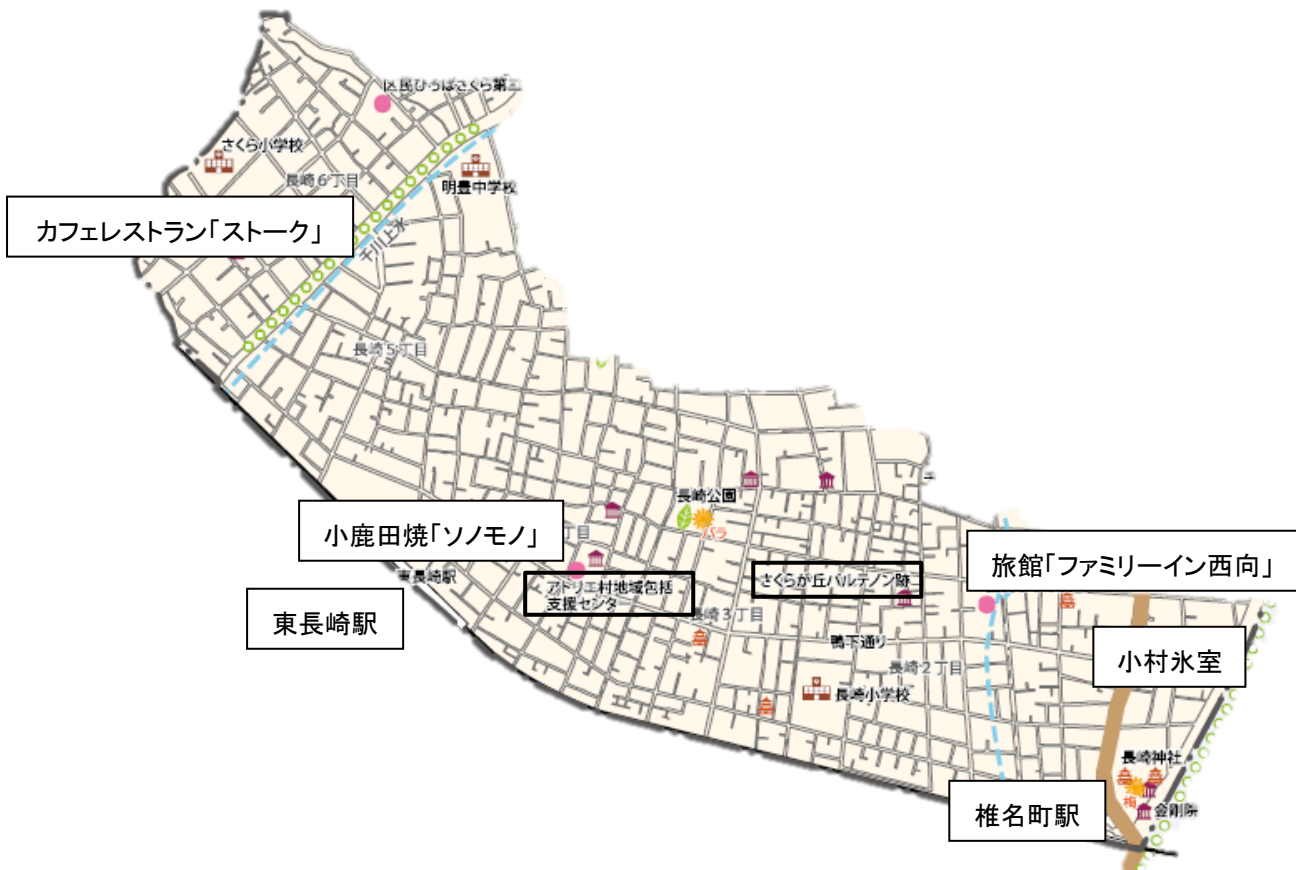 区民ひろばさくら第三
さくら小学校
長崎6丁目
明豊中学校
カフェレストラン「ストーク」
千川上水
長崎5丁目
長崎公園
バラ
小鹿田焼「ソノモノ」
丁目
東長崎駅
アトリエ村地域包括
支援センター
さくらが丘パルテノン跡
旅館「ファミリーイン西向」
東長崎駅
長崎3丁目
鴨下通り
長崎2丁目
小村氷室
長崎小学校
長崎神社
梅
金剛院
椎名町駅